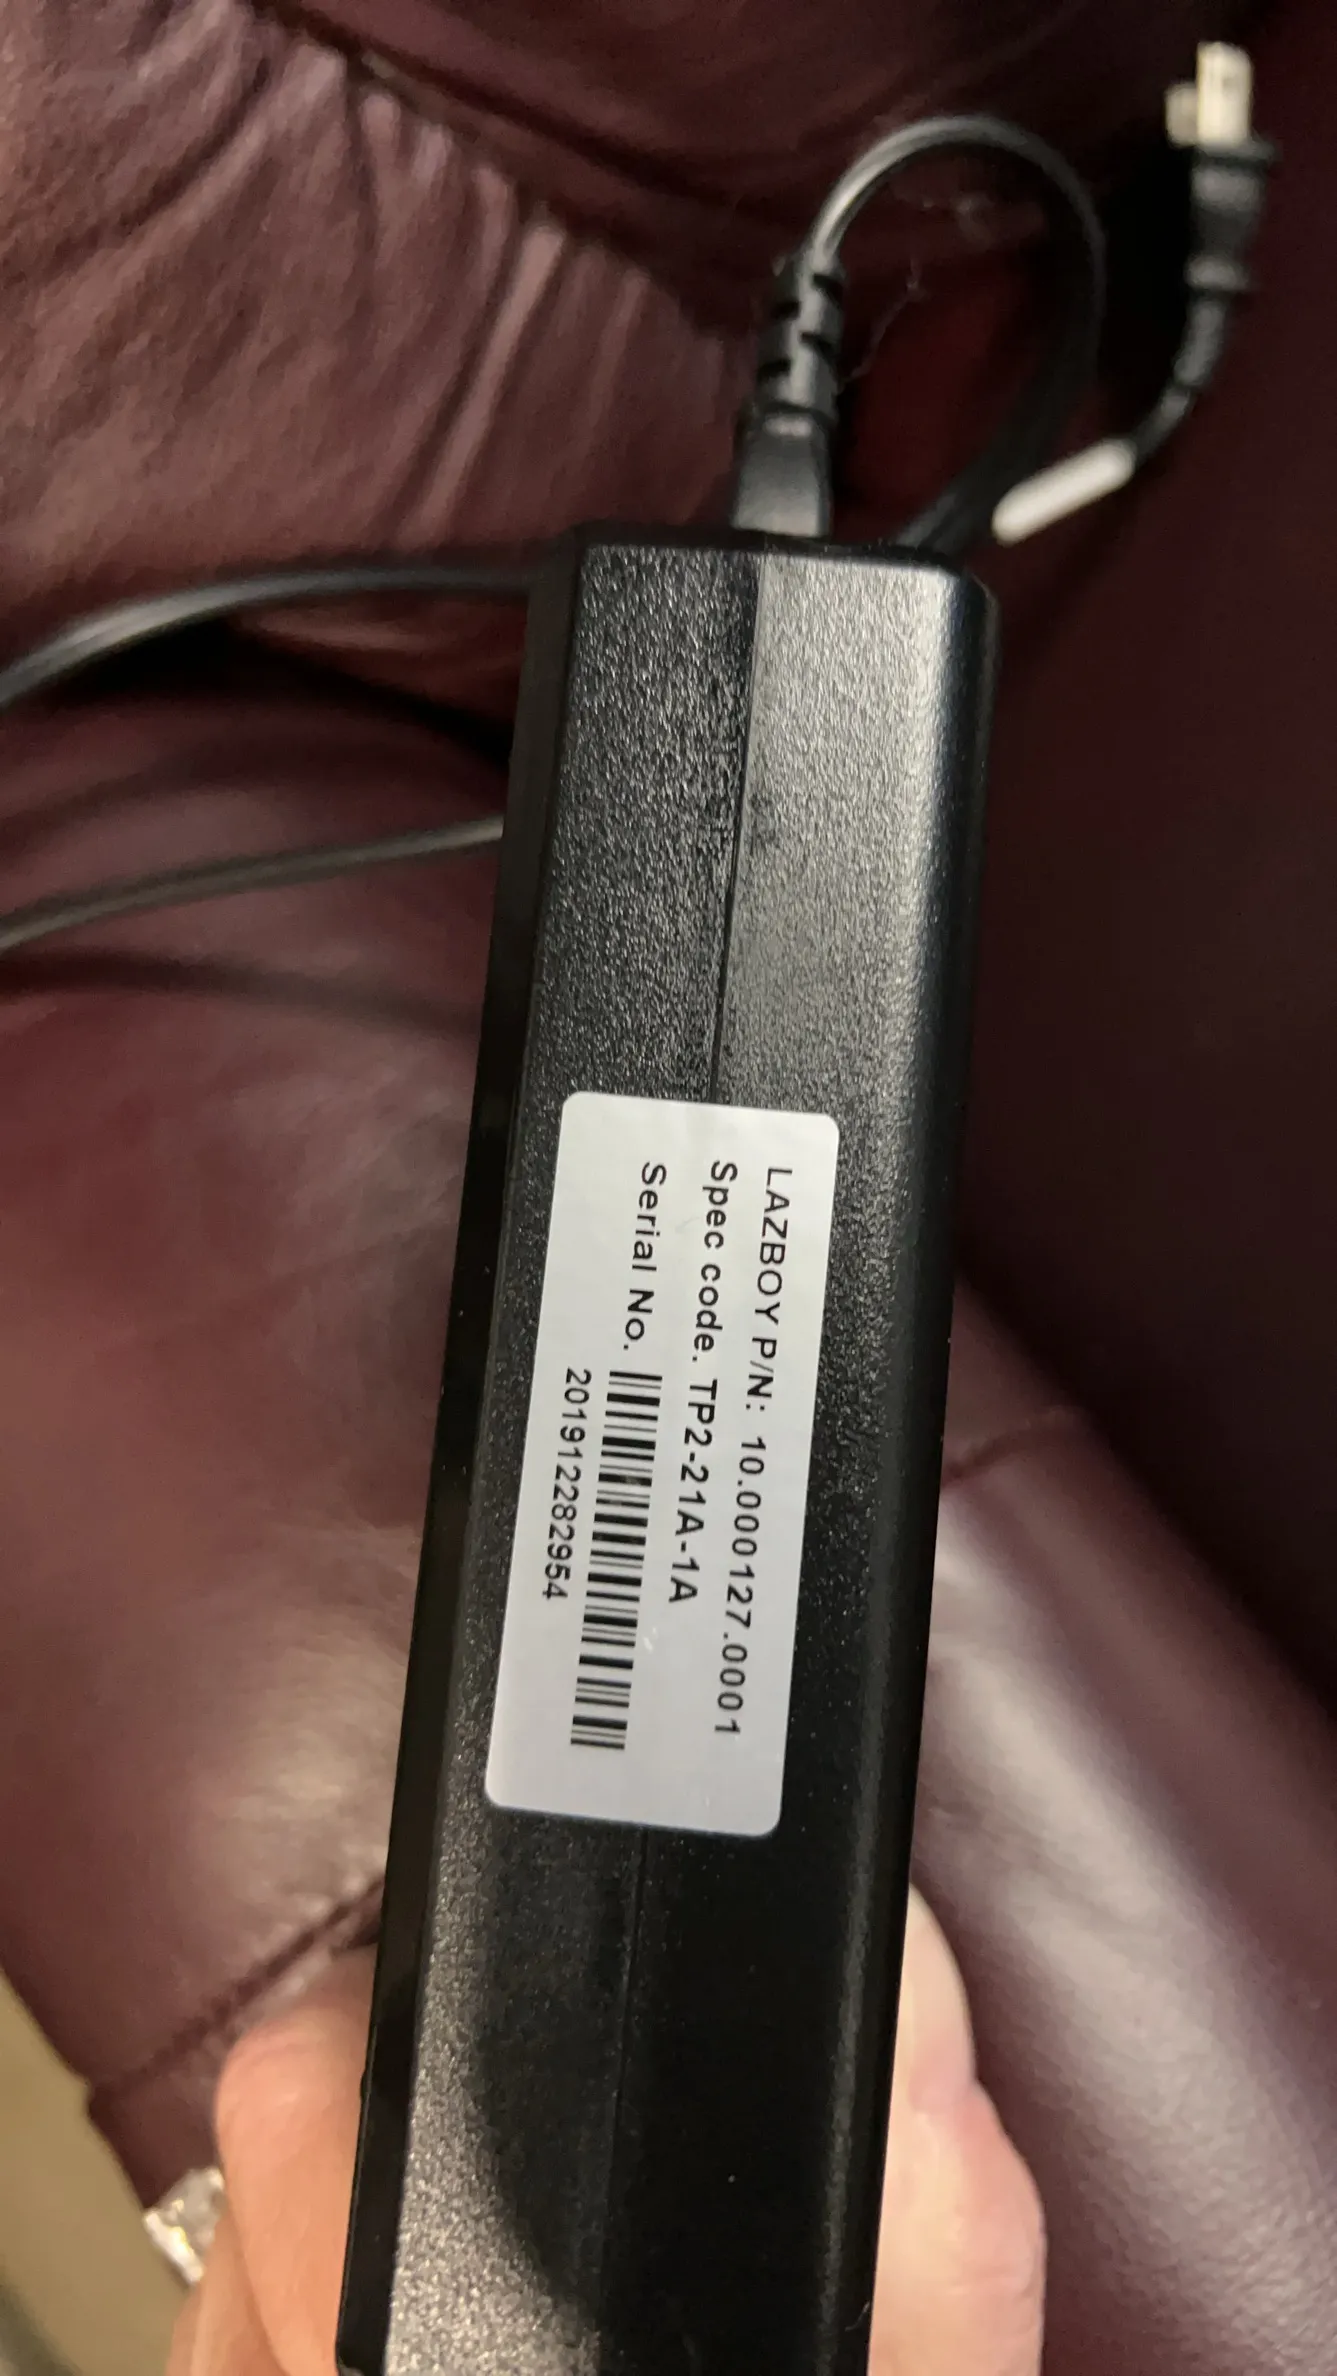 LAZBOY P/N: 10.000127.0001
Spec code. TP2-21A-1A
Serial No.
201912282954